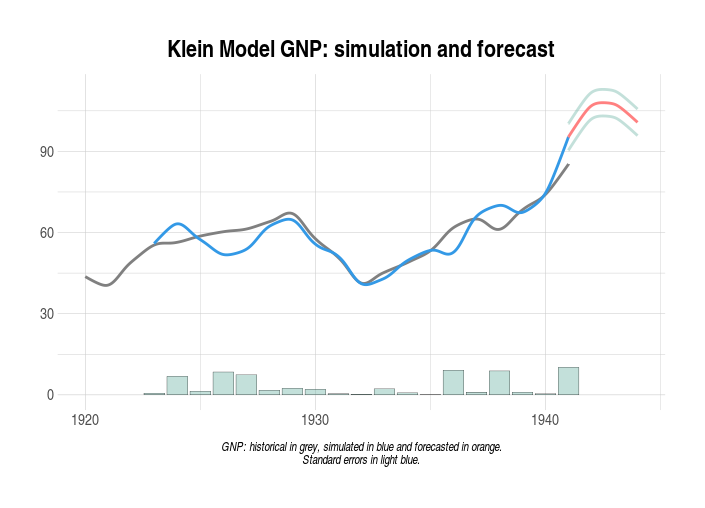 Klein Model GNP: simulation and forecast
90
60
30
0
1920 1930 1940
GNP: historical in grey, simulated in blue and forecasted in orange.
Standard errors in light blue.